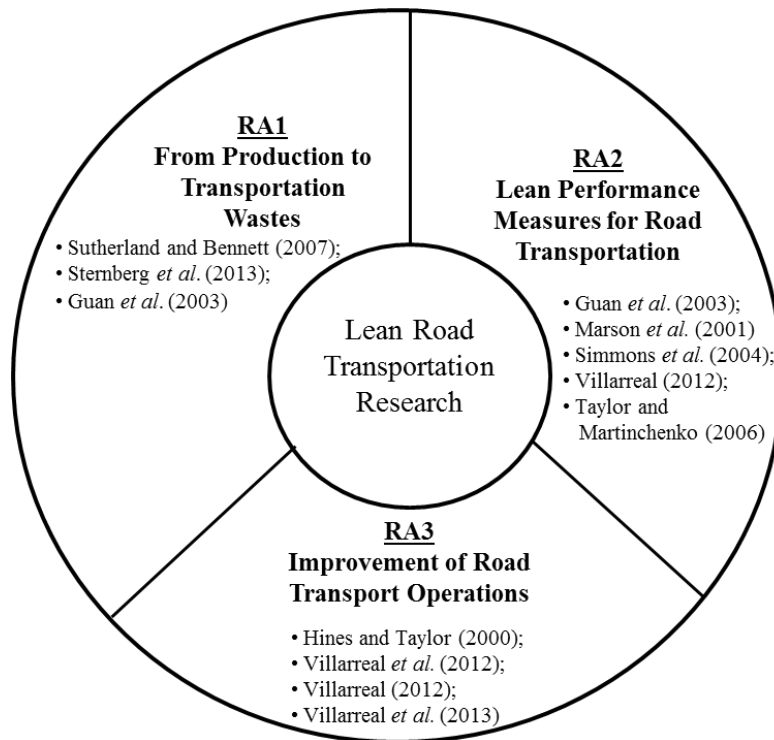 RA1
From Production to
Transportation
Wastes
• Sutherland and Bennett (2007);
• Sternberg et al. (2013);
• Guan et al. (2003)
RA2
Lean Performance
Measures for Road
Transportation
• Guan et al. (2003);
• Marson et al. (2001)
• Simmons et al. (2004);
• Villarreal (2012);
• Taylor and
Martinchenko (2006)
Lean Road
Transportation
Research
RA3
Improvement of Road
Transport Operations
• Hines and Taylor (2000);
• Villarreal et al. (2012);
• Villarreal (2012);
• Villarreal et al. (2013)